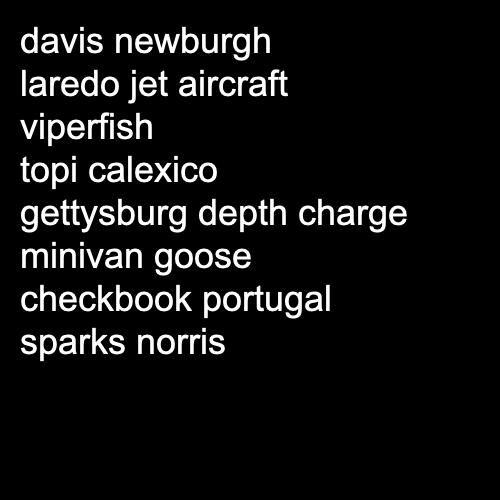 davis newburgh
laredo jet aircraft
viperfish
topi calexico
gettysburg depth charge
minivan goose
checkbook portugal
sparks norris